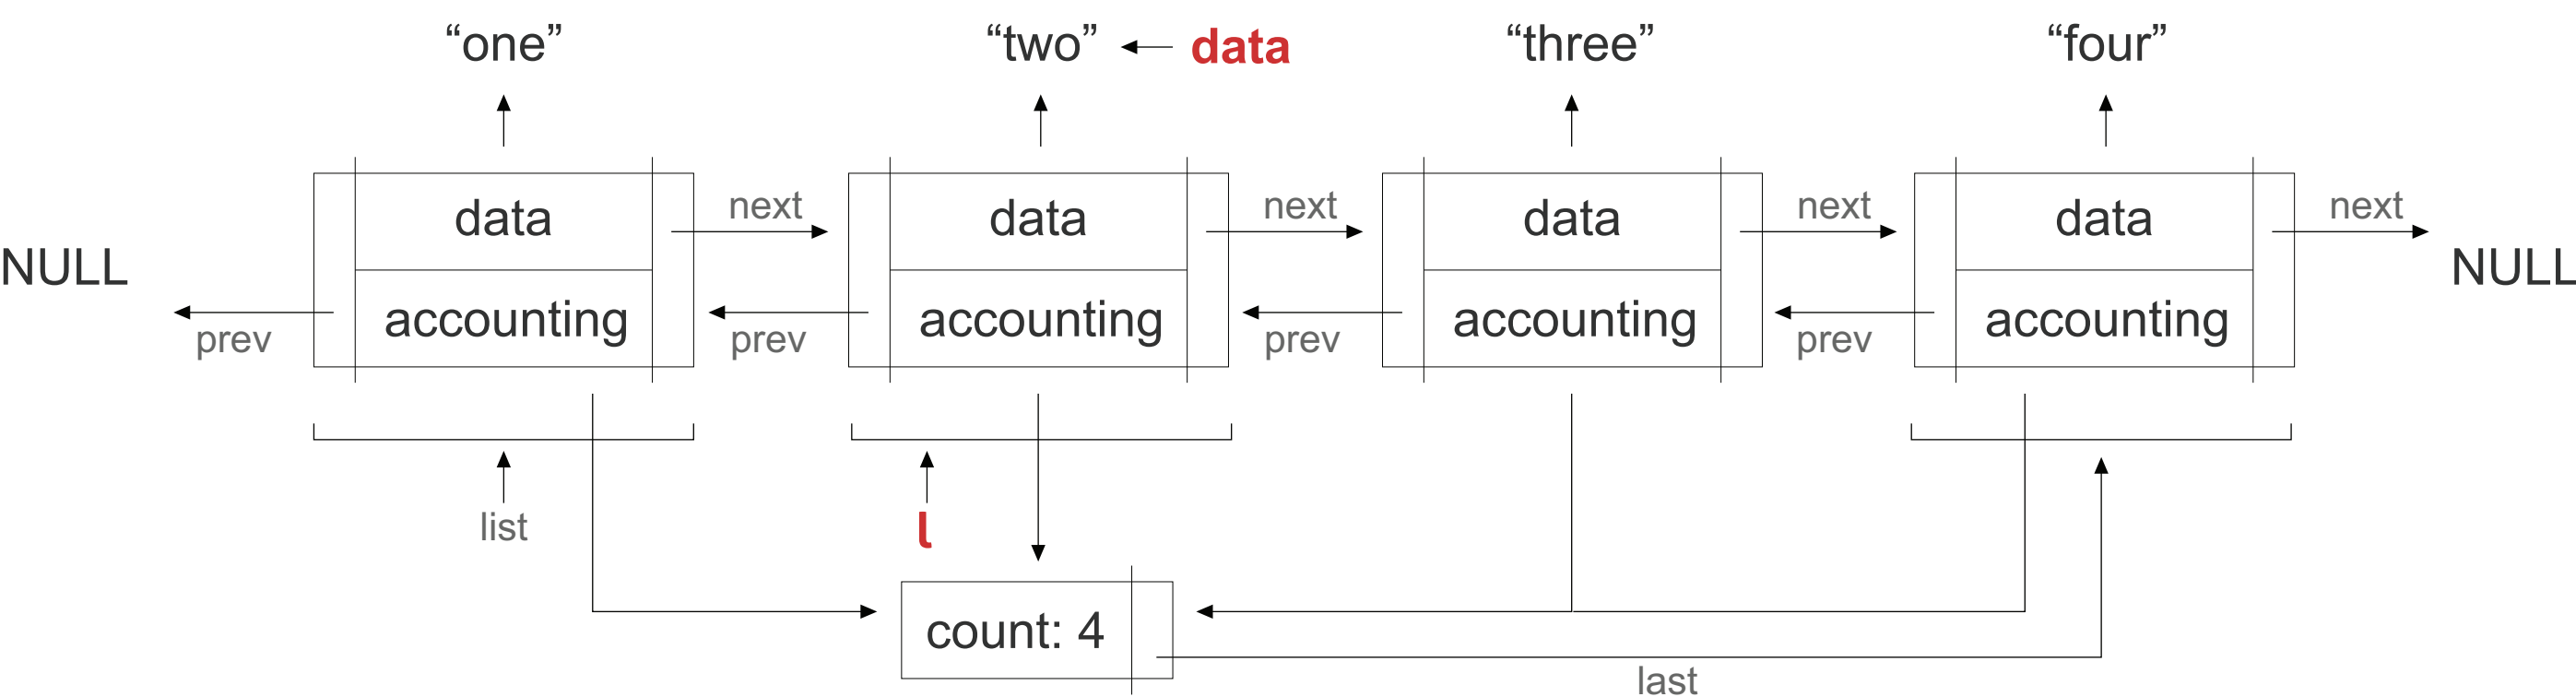 “one”
“two”
data
“three”
“four”
data
next
data
next
data
next
data
next
NULL
NULL
accounting
accounting
accounting
accounting
prev
prev
prev
prev
list
l
count: 4
last